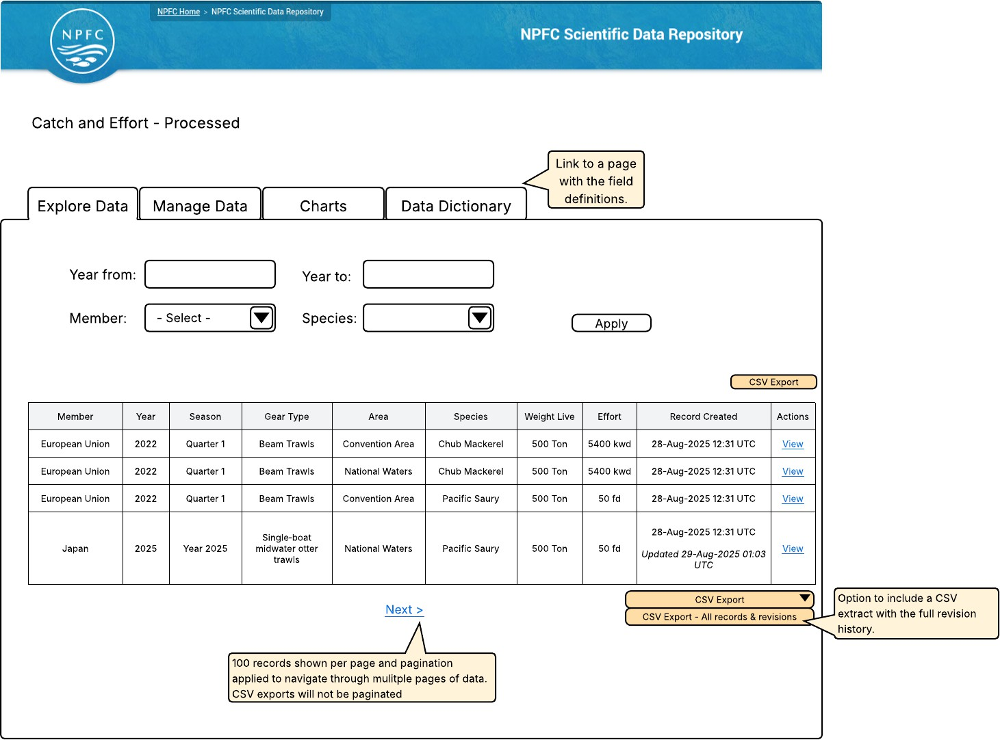 NPFC Home > NPFC Scientific Data Repository
NPFC
NPFC Scientific Data Repository
Catch and Effort - Processed
Link to a page
with the field
definitions.
Explore Data Manage Data Charts Data Dictionary
Year from: Year to:
Member: - Select - Species: Apply
CSV Export
Member Year Season Gear Type Area Species Weight Live Effort Record Created Actions
European Union 2022 Quarter 1 Beam Trawls Convention Area Chub Mackerel 500 Ton 5400 kwd 28-Aug-2025 12:31 UTC View
European Union 2022 Quarter 1 Beam Trawls National Waters Chub Mackerel 500 Ton 5400 kwd 28-Aug-2025 12:31 UTC View
European Union 2022 Quarter 1 Beam Trawls Convention Area Pacific Saury 500 Ton 50 fd 28-Aug-2025 12:31 UTC View
Japan 2025 Year 2025 Single-boat
midwater otter
trawls National Waters Pacific Saury 500 Ton 50 fd 28-Aug-2025 12:31 UTC
Updated 29-Aug-2025 01:03
UTC View
Next >
CSV Export
CSV Export - All records & revisions
Option to include a CSV
extract with the full revision
history.
100 records shown per page and pagination
applied to navigate through mulitple pages of data.
CSV exports will not be paginated